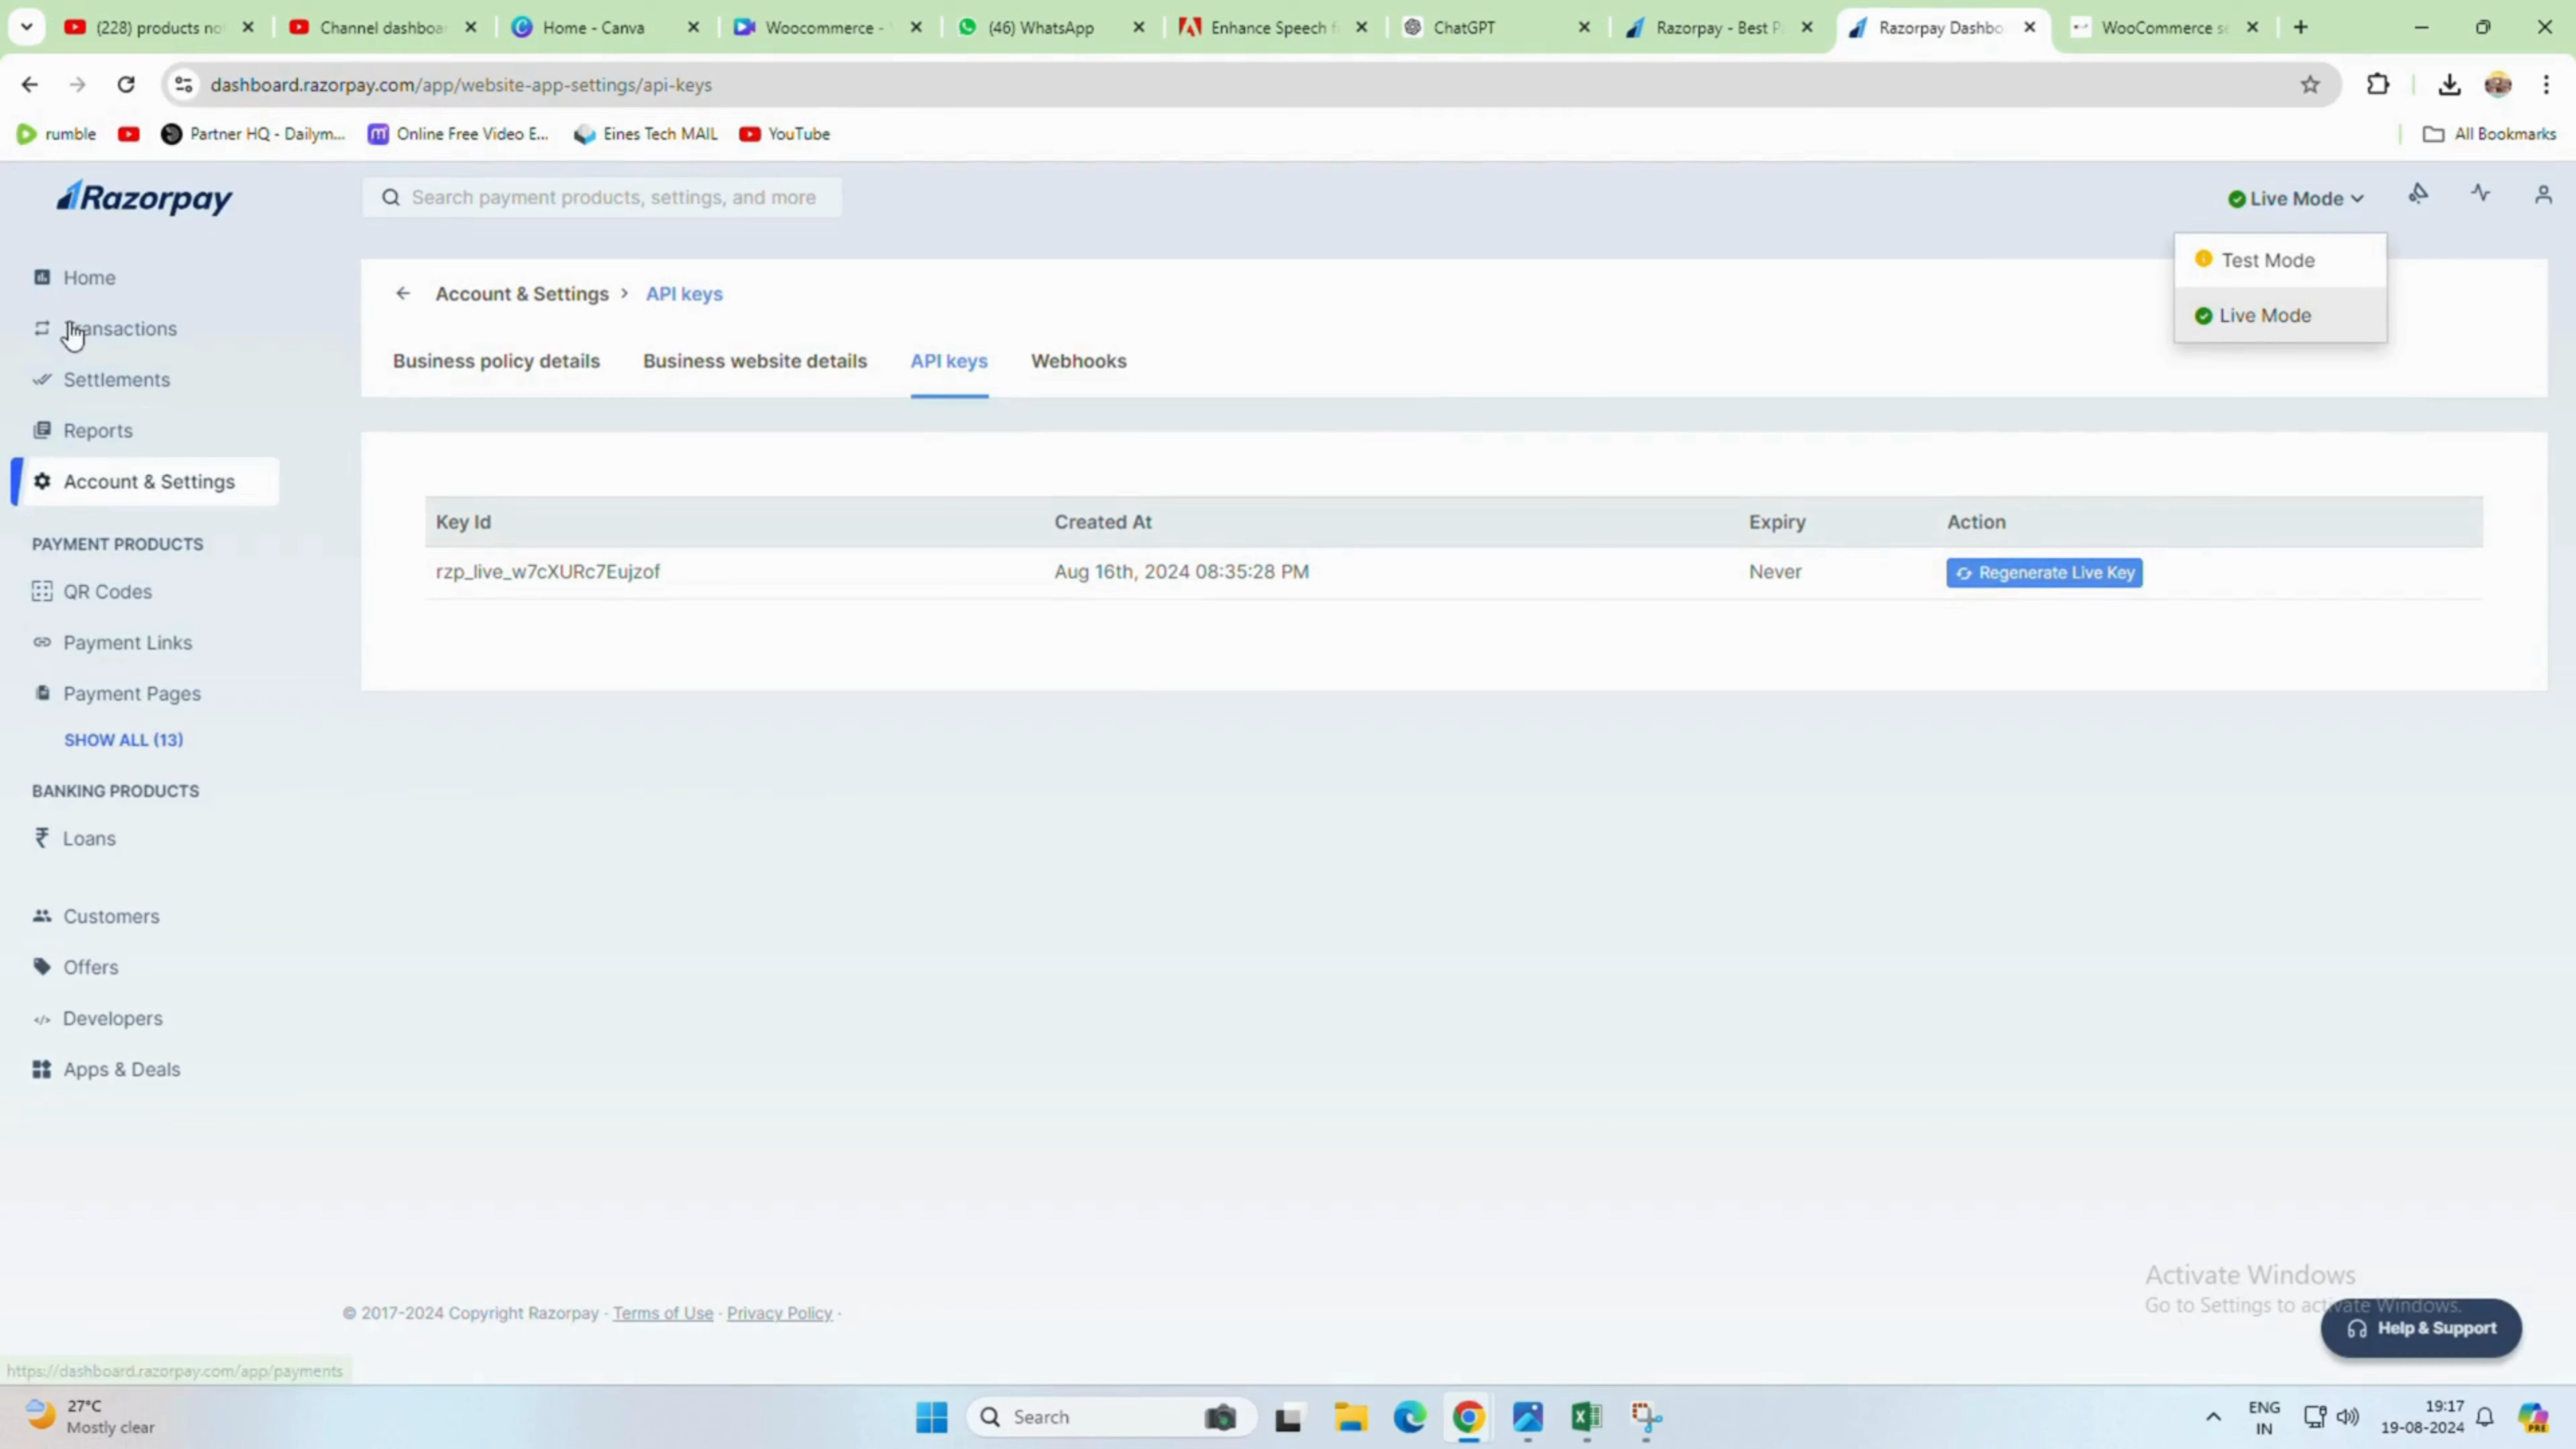 (228) products no
Channel dashboa
Home - Canva
Woocommerce -
(46) WhatsApp
Enhance Speech f
ChatGPT
Razorpay - Best P
Razorpay Dashbo
WooCommerce se
dashboard.razorpay.com/app/website-app-settings/api-keys
rumble
Partner HQ - Dailym...
Online Free Video E...
Eines Tech MAIL
YouTube
All Bookmarks
Razorpay
Search payment products, settings, and more
Live Mode
Test Mode
Live Mode
Home
Transactions
Settlements
Reports
Account & Settings
PAYMENT PRODUCTS
QR Codes
Payment Links
Payment Pages
SHOW ALL (13)
BANKING PRODUCTS
₹ Loans
Customers
Offers
Developers
Apps & Deals
Account & Settings > API keys
Business policy details
Business website details
API keys
Webhooks
Key Id Created At Expiry Action
rzp_live_w7cXURc7Eujzof Aug 16th, 2024 08:35:28 PM Never Regenerate Live Key
© 2017-2024 Copyright Razorpay · Terms of Use · Privacy Policy ·
Activate Windows
Go to Settings to activate Windows.
Help & Support
https://dashboard.razorpay.com/app/payments
27°C
Mostly clear
Search
ENG
IN
19:17
19-08-2024
PRE